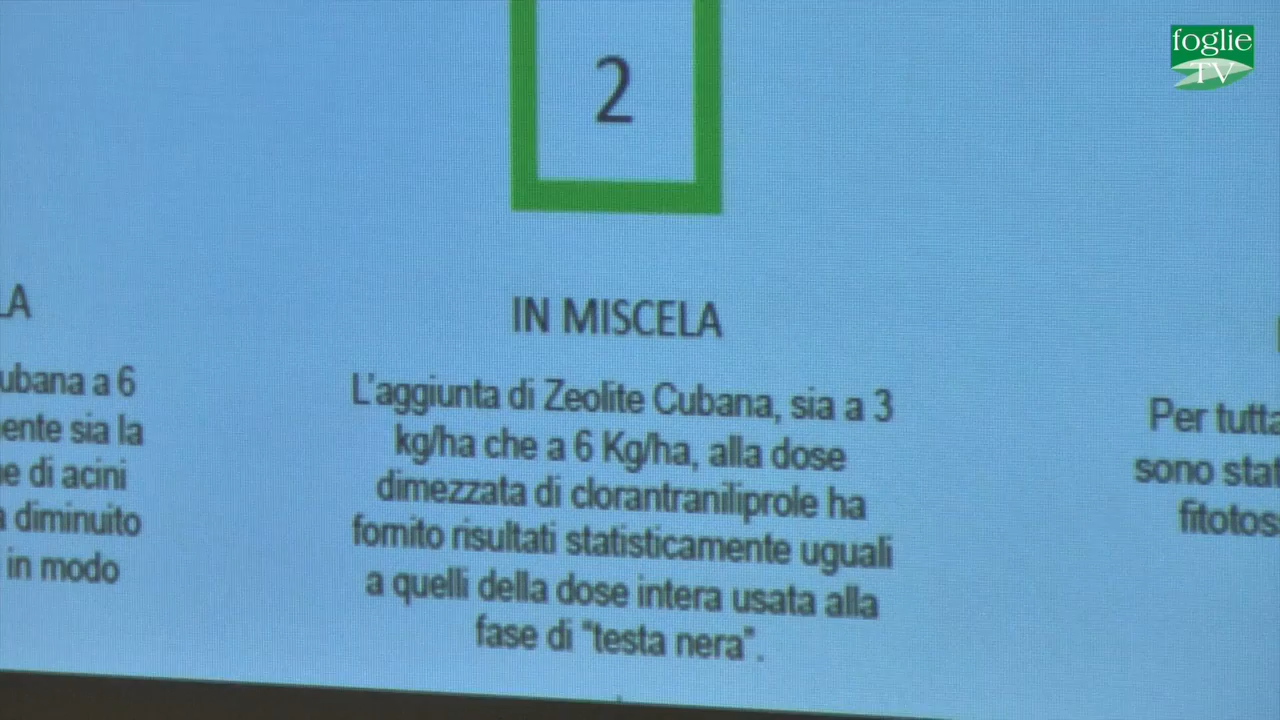 foglie
TV
2
LA
ubana a 6
ente sia la
e di acini
diminuito
in modo
IN MISCELA
L'aggiunta di Zeolite Cubana, sia a 3
kg/ha che a 6 Kg/ha, alla dose
dimezzata di clorantraniliprole ha
fornito risultati statisticamente uguali
a quelli della dose intera usata alla
fase di "testa nera".
Per tutta
sono stat
fitotos